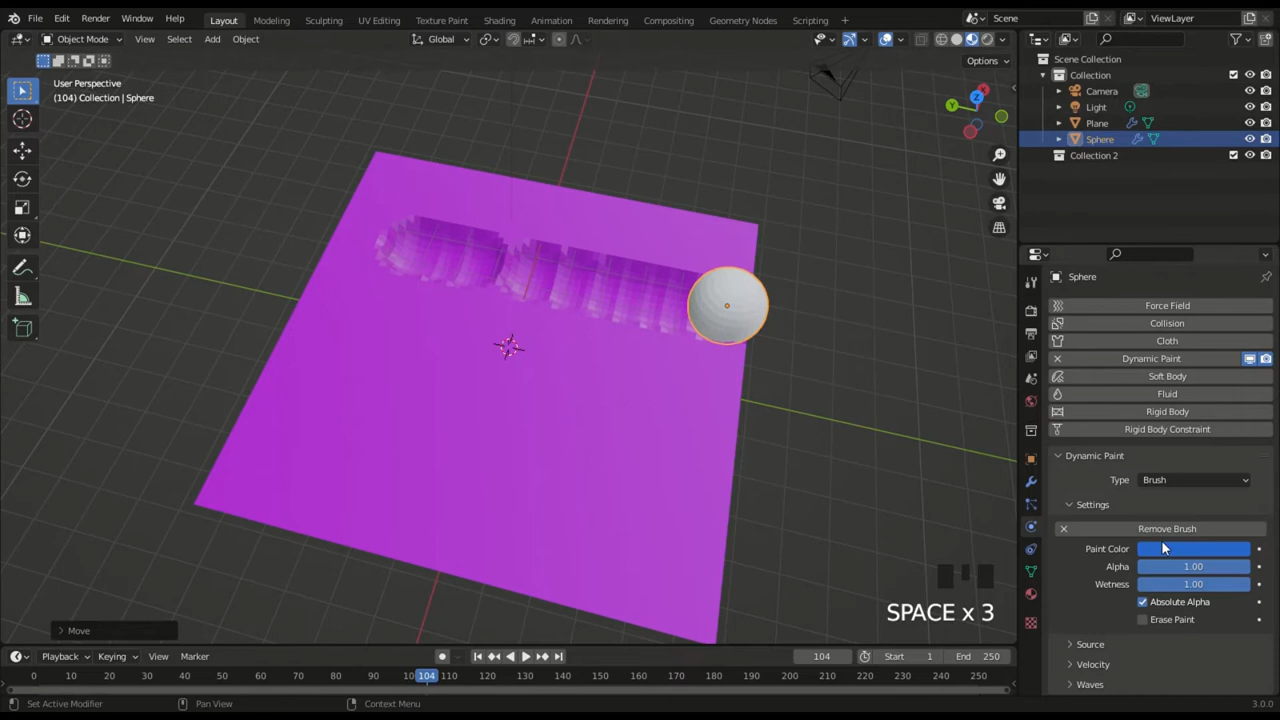 File Edit Render Window Help Layout Modeling Sculpting UV Editing Texture Paint Shading Animation Rendering Compositing Geometry Nodes Scripting + Scene ViewLayer
Object Mode View Select Add Object Global
Options
User Perspective
(104) Collection | Sphere
Scene Collection
Collection
Camera
Light
Plane
Sphere
Collection 2
X
Y
Z
Sphere
Force Field
Collision
Cloth
Dynamic Paint
Soft Body
Fluid
Rigid Body
Rigid Body Constraint
Dynamic Paint
Type Brush
Settings
Remove Brush
Paint Color
Alpha 1.00
Wetness 1.00
Absolute Alpha
Erase Paint
Source
Velocity
Waves
SPACE x 3
Move
Playback Keying View Marker 104 Start 1 End 250
0 10 20 30 40 50 60 70 80 90 100 104 110 120 130 140 150 160 170 180 190 200 210 220 230 240 250
Set Active Modifier Pan View Context Menu 3.0.0